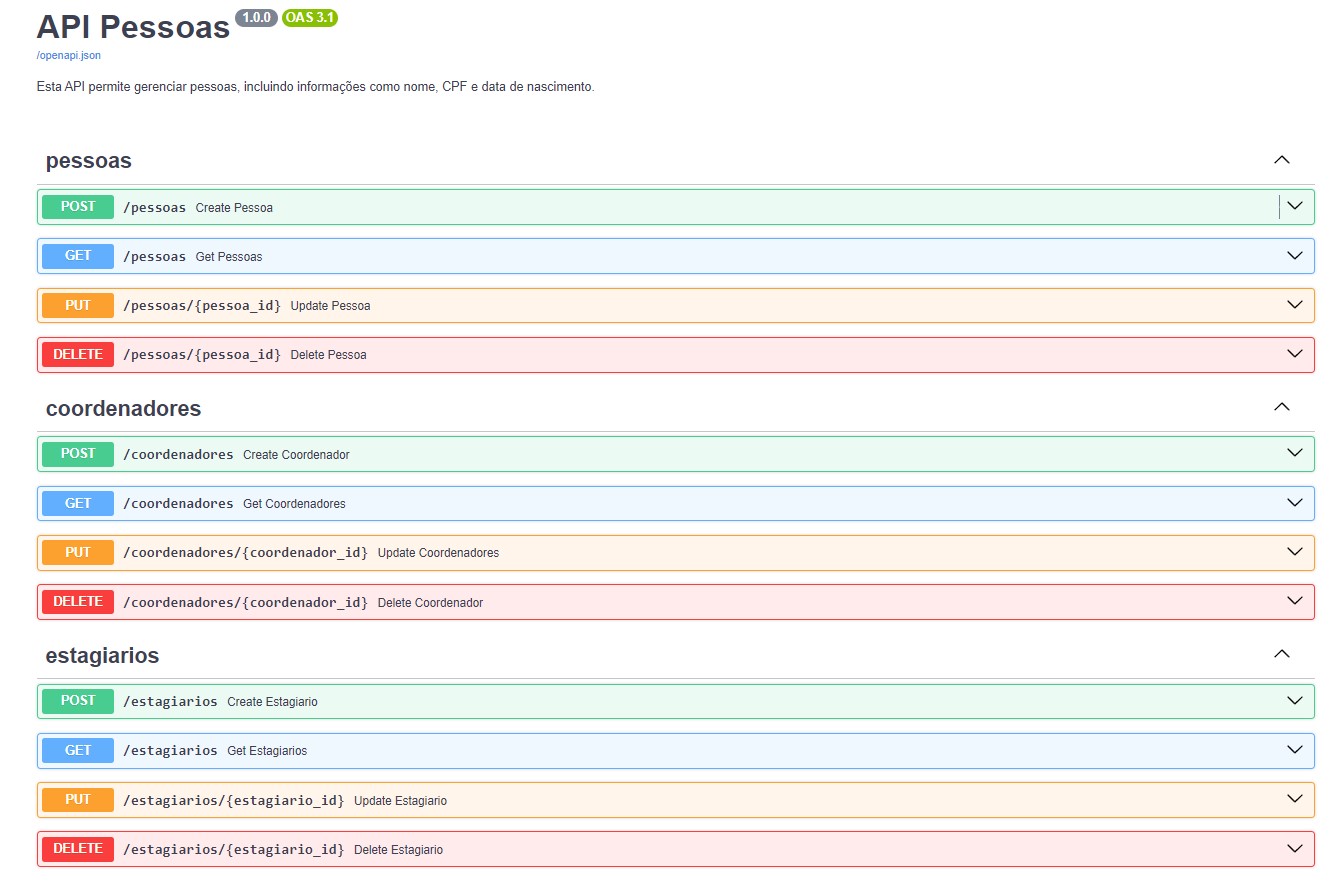 API Pessoas 1.0.0 OAS 3.1
/openapi.json
Esta API permite gerenciar pessoas, incluindo informações como nome, CPF e data de nascimento.
pessoas
POST /pessoas Create Pessoa
GET /pessoas Get Pessoas
PUT /pessoas/{pessoa_id} Update Pessoa
DELETE /pessoas/{pessoa_id} Delete Pessoa
coordenadores
POST /coordenadores Create Coordenador
GET /coordenadores Get Coordenadores
PUT /coordenadores/{coordenador_id} Update Coordenadores
DELETE /coordenadores/{coordenador_id} Delete Coordenador
estagiarios
POST /estagiarios Create Estagiario
GET /estagiarios Get Estagiarios
PUT /estagiarios/{estagiario_id} Update Estagiario
DELETE /estagiarios/{estagiario_id} Delete Estagiario